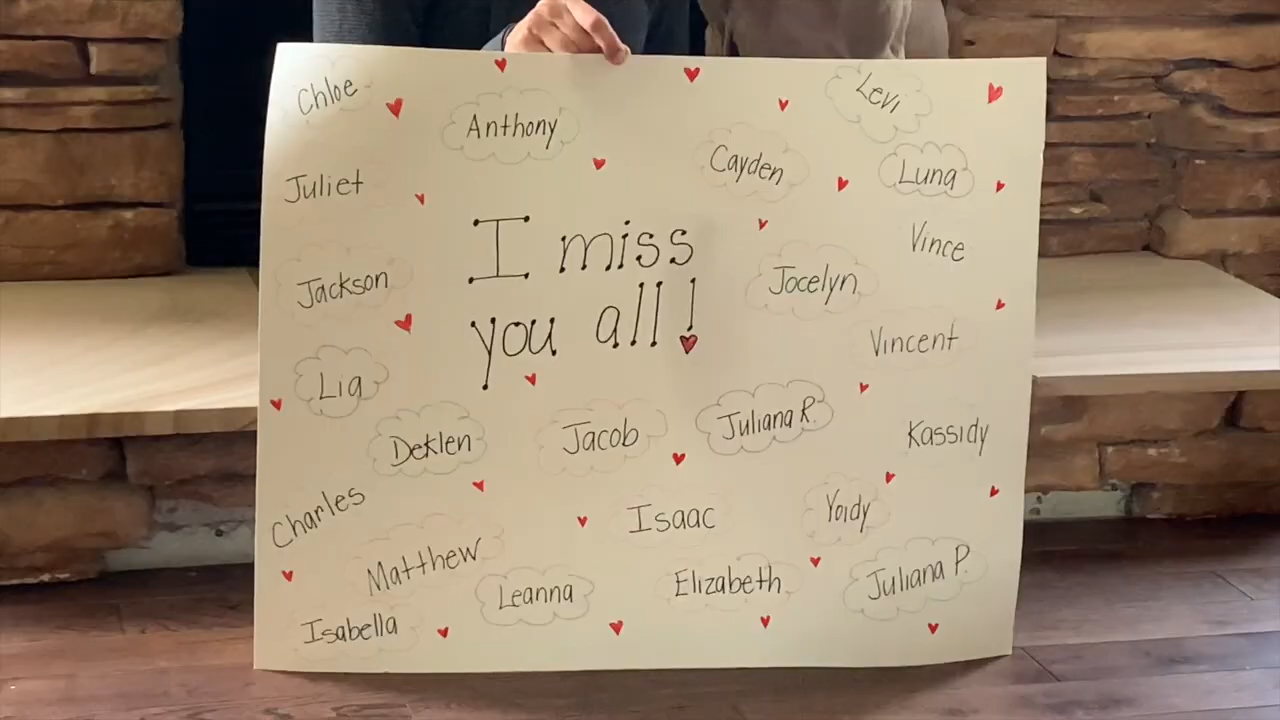 Chloe
Anthony
Levi
Cayden
Luna
Juliet
I miss
you all!
Vince
Jackson
Jocelyn
Vincent
Lia
Deklen
Jacob
Juliana R.
Kassidy
Charles
Isaac
Yoidy
Matthew
Leanna
Elizabeth
Juliana P.
Isabella